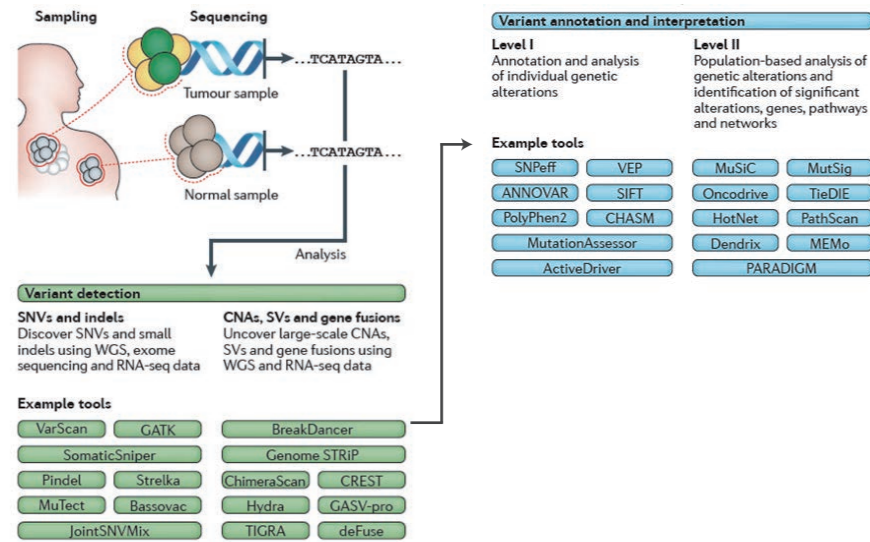 Sampling
Sequencing
...TCATAGTA...
Tumour sample
...TCATAGTA...
Normal sample
Analysis
Variant detection
SNVs and indels
Discover SNVs and small
indels using WGS, exome
sequencing and RNA-seq data
CNAs, SVs and gene fusions
Uncover large-scale CNAs,
SVs and gene fusions using
WGS and RNA-seq data
Example tools
VarScan
GATK
BreakDancer
SomaticSniper
Genome STRiP
Pindel
Strelka
ChimeraScan
CREST
MuTect
Bassovac
Hydra
GASV-pro
JointSNVMix
TIGRA
deFuse
Variant annotation and interpretation
Level I
Annotation and analysis
of individual genetic
alterations
Level II
Population-based analysis of
genetic alterations and
identification of significant
alterations, genes, pathways
and networks
Example tools
SNPeff
VEP
MuSiC
MutSig
ANNOVAR
SIFT
Oncodrive
TieDIE
PolyPhen2
CHASM
HotNet
PathScan
MutationAssessor
Dendrix
MEMo
ActiveDriver
PARADIGM